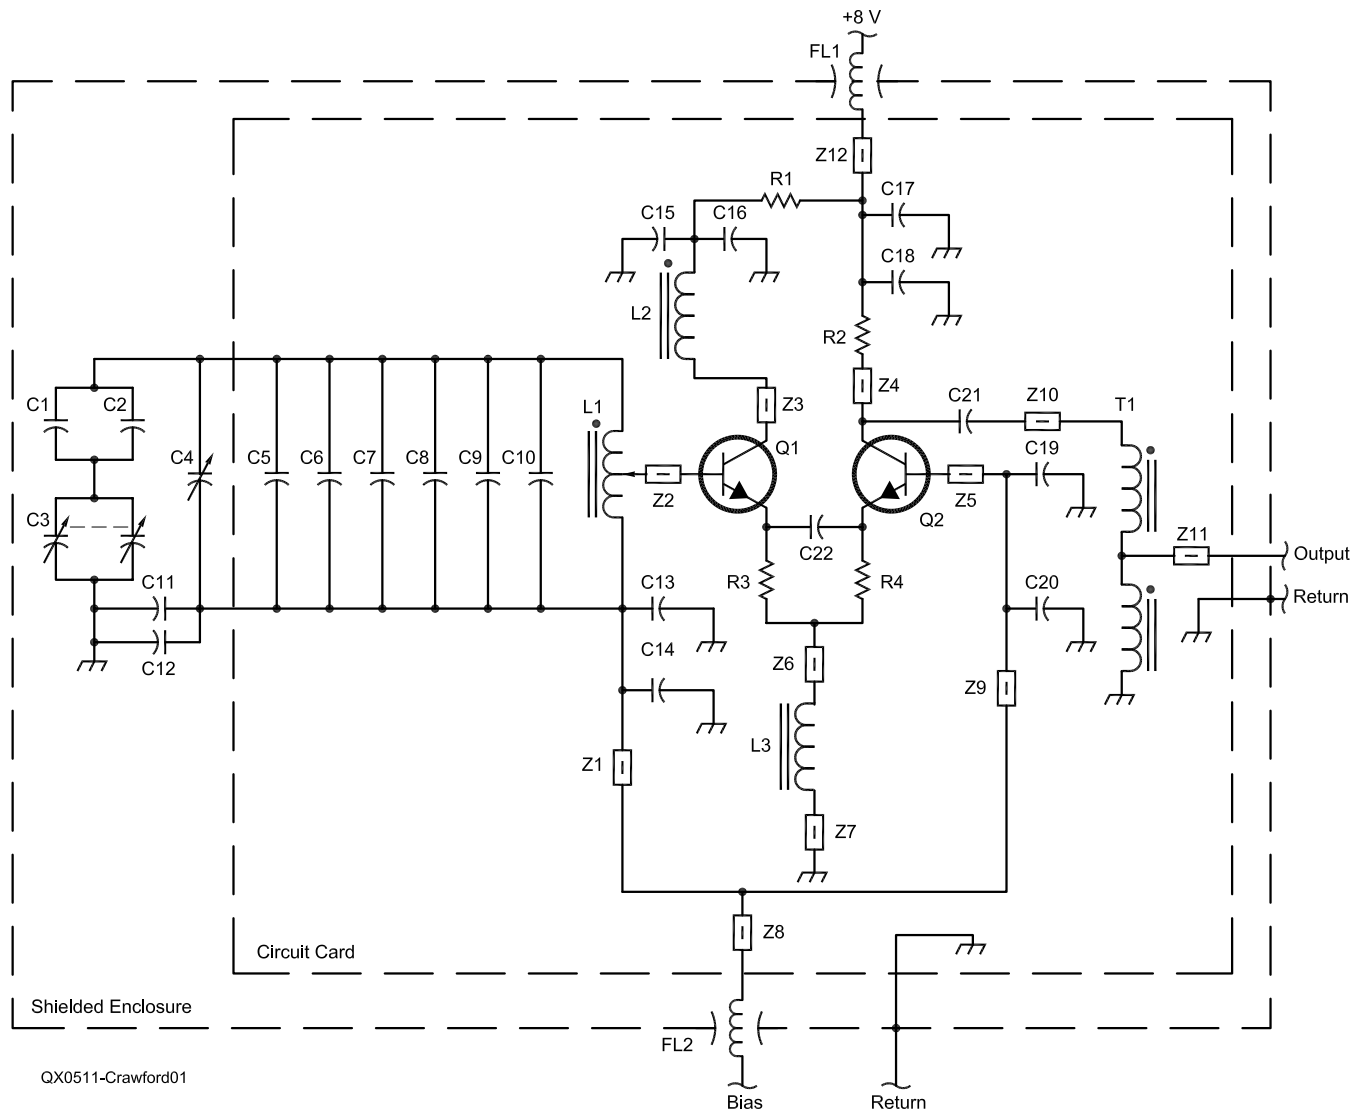 +8 V
FL1
Z12
R1
C17
C15 C16
C18
L2
R2
Z4
C1 C2
Z3
C21 Z10 T1
L1
Q1
C4 C5 C6 C7 C8 C9 C10
C19
Z2
Z5
C3
Q2
Z11
C22
Output
R3 R4
C11
C13
C20
Return
C12
C14
Z6
Z9
L3
Z1
Z7
Z8
Circuit Card
Shielded Enclosure
FL2
QX0511-Crawford01
Bias
Return